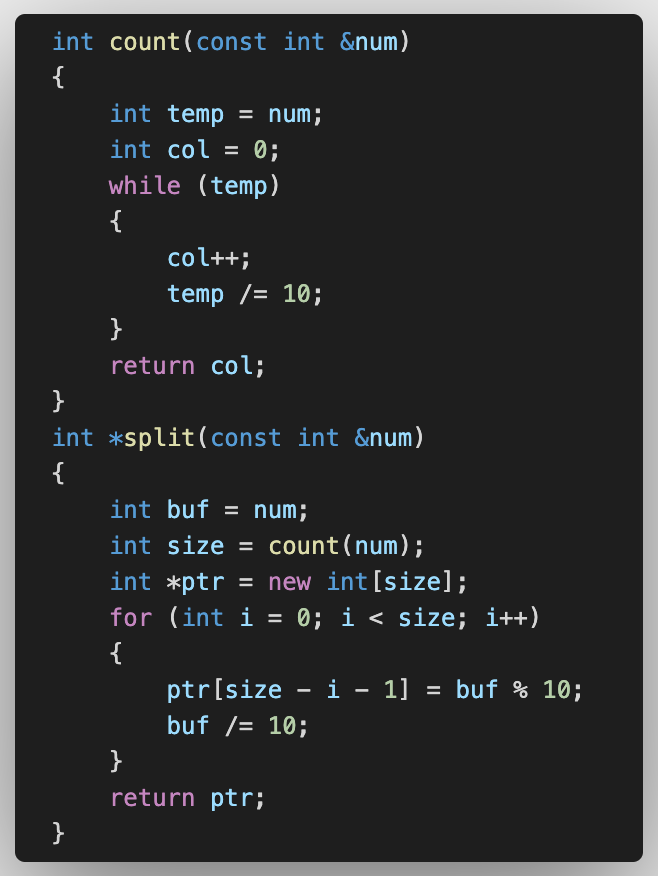 int count(const int &num)
{
    int temp = num;
    int col = 0;
    while (temp)
    {
        col++;
        temp /= 10;
    }
    return col;
}
int *split(const int &num)
{
    int buf = num;
    int size = count(num);
    int *ptr = new int[size];
    for (int i = 0; i < size; i++)
    {
        ptr[size - i - 1] = buf % 10;
        buf /= 10;
    }
    return ptr;
}